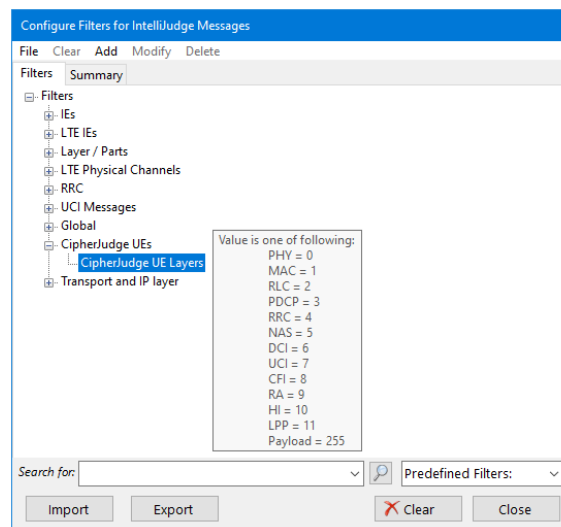 Configure Filters for IntelliJudge Messages
File Clear Add Modify Delete
Filters Summary
Filters
IEs
LTE IEs
Layer / Parts
LTE Physical Channels
RRC
UCI Messages
Global
CipherJudge UEs
CipherJudge UE Layers
Transport and IP layer
Value is one of following:
PHY = 0
MAC = 1
RLC = 2
PDCP = 3
RRC = 4
NAS = 5
DCI = 6
UCI = 7
CFI = 8
RA = 9
HI = 10
LPP = 11
Payload = 255
Search for: Predefined Filters:
Import Export Clear Close